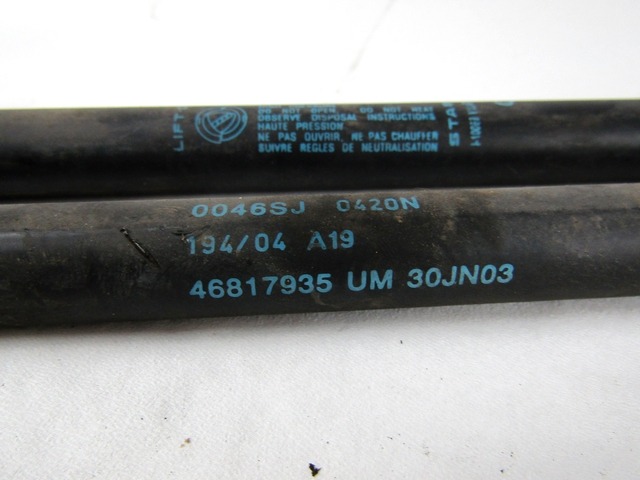 LIFT
DO NOT OPEN. DO NOT HEAT
OBSERVE DISPOSAL INSTRUCTIONS
HAUTE PRESSION.
NE PAS OUVRIR. NE PAS CHAUFFER
SUIVRE REGLES DE NEUTRALISATION
STAB
0046SJ 0420N
194/04 A19
46817935 UM 30JN03